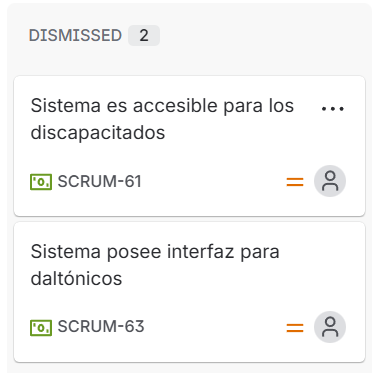 DISMISSED 2
Sistema es accesible para los
discapacitados
SCRUM-61
Sistema posee interfaz para
daltónicos
SCRUM-63